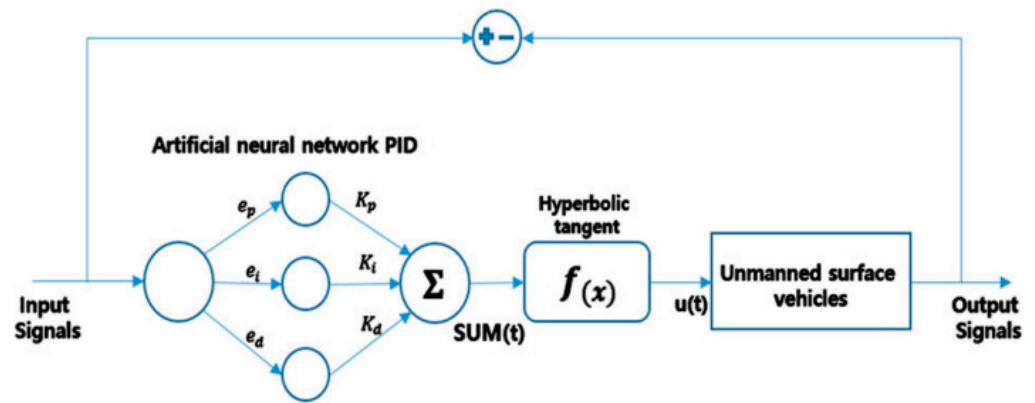 + -
Artificial neural network PID
e_p
K_p
Hyperbolic
tangent
e_i
K_i
Σ
f_(x)
Unmanned surface
vehicles
Input
Signals
e_d
K_d
SUM(t)
u(t)
Output
Signals